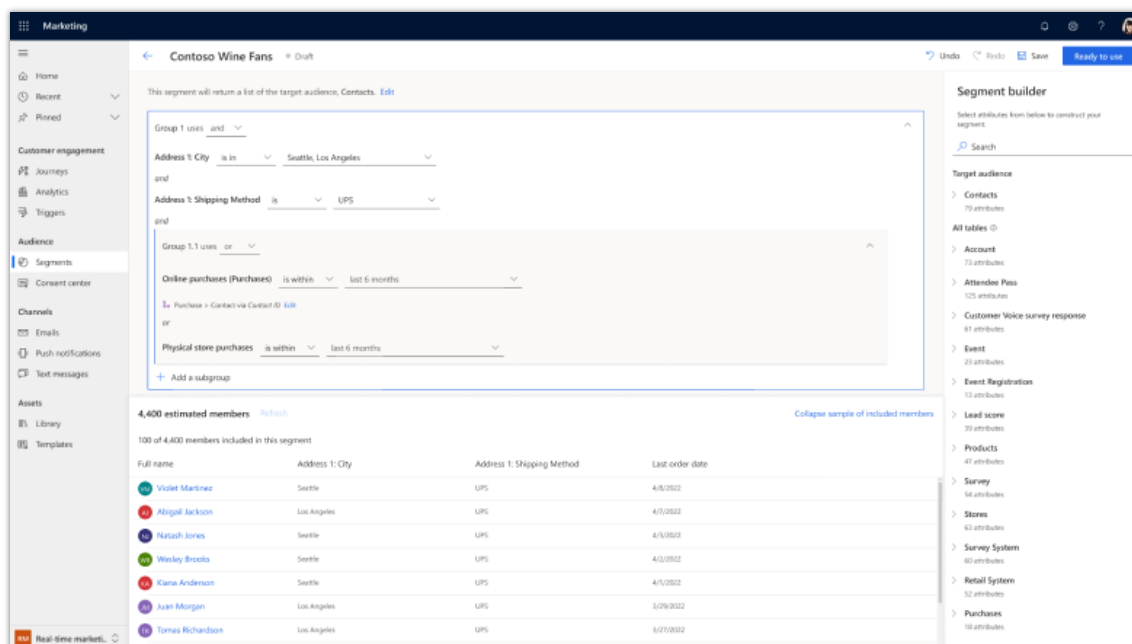 Marketing
Home
Recent
Pinned
Customer engagement
Journeys
Analytics
Triggers
Audience
Segments
Consent center
Channels
Emails
Push notifications
Text messages
Assets
Library
Templates
RM Real-time marketi...
Contoso Wine Fans Draft
Undo Redo Save Ready to use
This segment will return a list of the target audience, Contacts. Edit
Group 1 uses and
Address 1: City is in Seattle, Los Angeles
and
Address 1: Shipping Method is UPS
and
Group 1.1 uses or
Online purchases (Purchases) is within last 6 months
Purchase > Contact via Contact ID Edit
or
Physical store purchases is within last 6 months
+ Add a subgroup
4,400 estimated members Refresh
Collapse sample of included members
100 of 4,400 members included in this segment
Full name Address 1: City Address 1: Shipping Method Last order date
VM Violet Martinez Seattle UPS 4/8/2022
AJ Abigail Jackson Los Angeles UPS 4/7/2022
NJ Natash Jones Seattle UPS 4/3/2022
WB Wesley Brooks Seattle UPS 4/2/2022
KA Kiana Anderson Seattle UPS 4/1/2022
JM Juan Morgan Los Angeles UPS 3/29/2022
TR Tomas Richardson Los Angeles UPS 3/27/2022
Segment builder
Select attributes from below to construct your
segment.
Search
Target audience
Contacts
79 attributes
All tables
Account
73 attributes
Attendee Pass
125 attributes
Customer Voice survey response
61 attributes
Event
23 attributes
Event Registration
13 attributes
Lead score
39 attributes
Products
47 attributes
Survey
54 attributes
Stores
63 attributes
Survey System
60 attributes
Retail System
52 attributes
Purchases
18 attributes